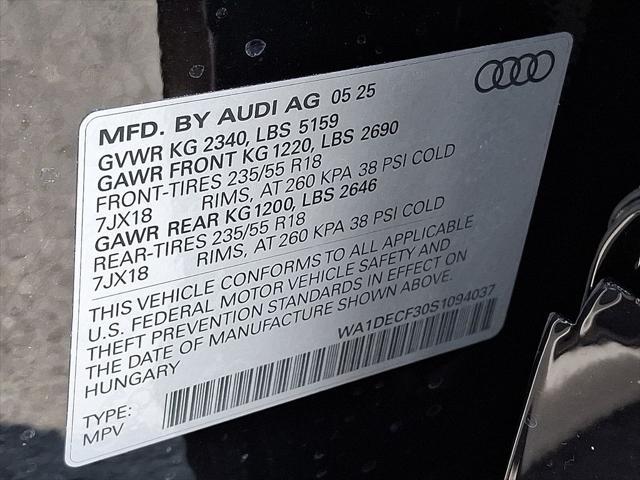 MFD. BY AUDI AG 05 25
GVWR KG 2340, LBS 5159
GAWR FRONT KG 1220, LBS 2690
FRONT-TIRES 235/55 R18
7JX18 RIMS, AT 260 KPA 38 PSI COLD
GAWR REAR KG 1200, LBS 2646
REAR-TIRES 235/55 R18
7JX18 RIMS, AT 260 KPA 38 PSI COLD
THIS VEHICLE CONFORMS TO ALL APPLICABLE
U.S. FEDERAL MOTOR VEHICLE SAFETY AND
THEFT PREVENTION STANDARDS IN EFFECT ON
THE DATE OF MANUFACTURE SHOWN ABOVE.
HUNGARY
WA1DECF30S1094037
TYPE:
MPV